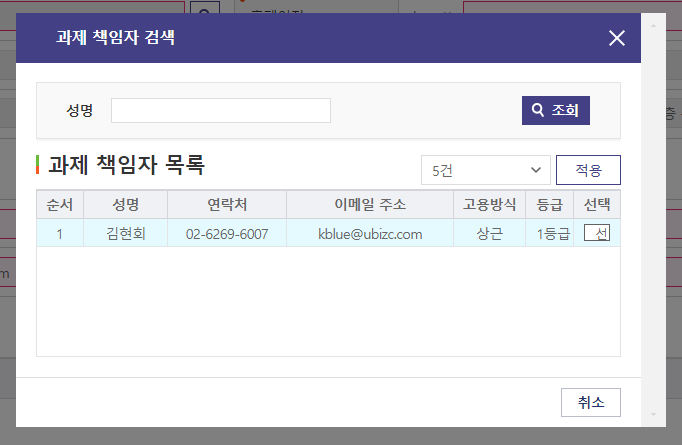 과제 책임자 검색
성명
조회
과제 책임자 목록
5건
적용
순서 성명 연락처 이메일 주소 고용방식 등급 선택
1 김현회 02-6269-6007 kblue@ubizc.com 상근 1등급 선
취소
층
m